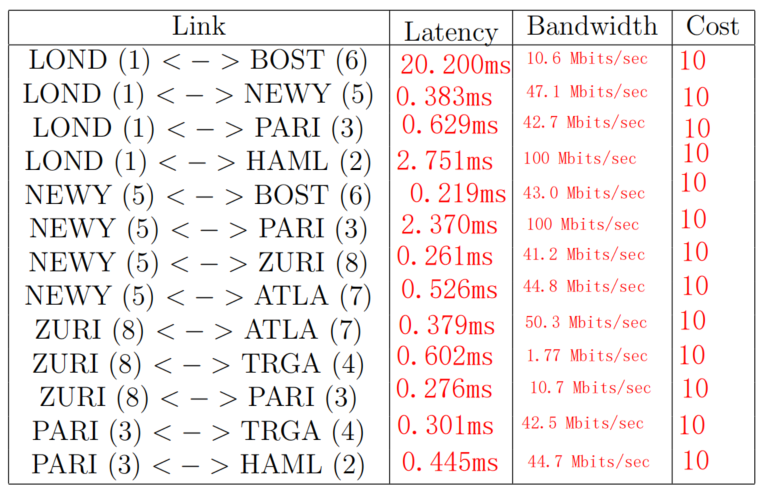 Link Latency Bandwidth Cost
LOND (1) < − > BOST (6) 20.200ms 10.6 Mbits/sec 10
LOND (1) < − > NEWY (5) 0.383ms 47.1 Mbits/sec 10
LOND (1) < − > PARI (3) 0.629ms 42.7 Mbits/sec 10
LOND (1) < − > HAML (2) 2.751ms 100 Mbits/sec 10
NEWY (5) < − > BOST (6) 0.219ms 43.0 Mbits/sec 10
NEWY (5) < − > PARI (3) 2.370ms 100 Mbits/sec 10
NEWY (5) < − > ZURI (8) 0.261ms 41.2 Mbits/sec 10
NEWY (5) < − > ATLA (7) 0.526ms 44.8 Mbits/sec 10
ZURI (8) < − > ATLA (7) 0.379ms 50.3 Mbits/sec 10
ZURI (8) < − > TRGA (4) 0.602ms 1.77 Mbits/sec 10
ZURI (8) < − > PARI (3) 0.276ms 10.7 Mbits/sec 10
PARI (3) < − > TRGA (4) 0.301ms 42.5 Mbits/sec 10
PARI (3) < − > HAML (2) 0.445ms 44.7 Mbits/sec 10